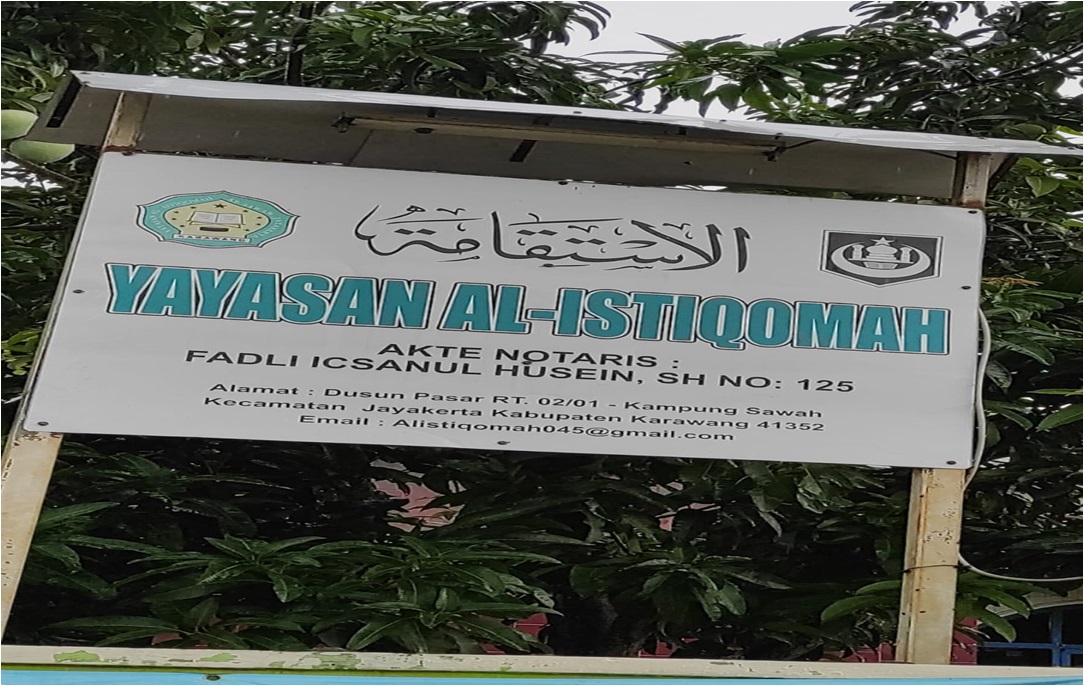 الاستقامة
YAYASAN AL-ISTIQOMAH
AKTE NOTARIS :
FADLI ICSANUL HUSEIN, SH NO: 125
Alamat : Dusun Pasar RT. 02/01 - Kampung Sawah
Kecamatan Jayakerta Kabupaten Karawang 41352
Email : Alistiqomah045@gmail.com
KARAWANG